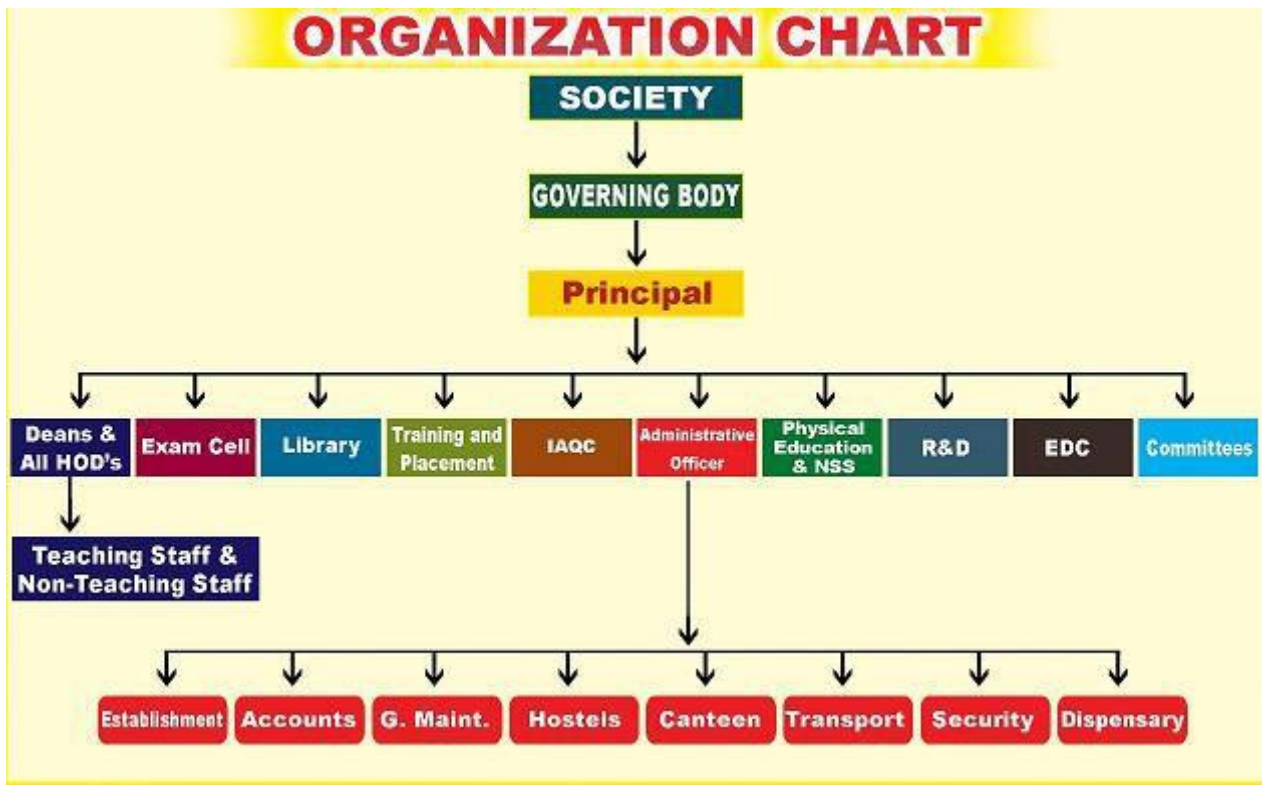 ORGANIZATION CHART
SOCIETY
GOVERNING BODY
Principal
Deans &
All HOD's
Exam Cell
Library
Training and
Placement
IAQC
Administrative
Officer
Physical
Education
& NSS
R&D
EDC
Committees
Teaching Staff &
Non-Teaching Staff
Establishment
Accounts
G. Maint.
Hostels
Canteen
Transport
Security
Dispensary